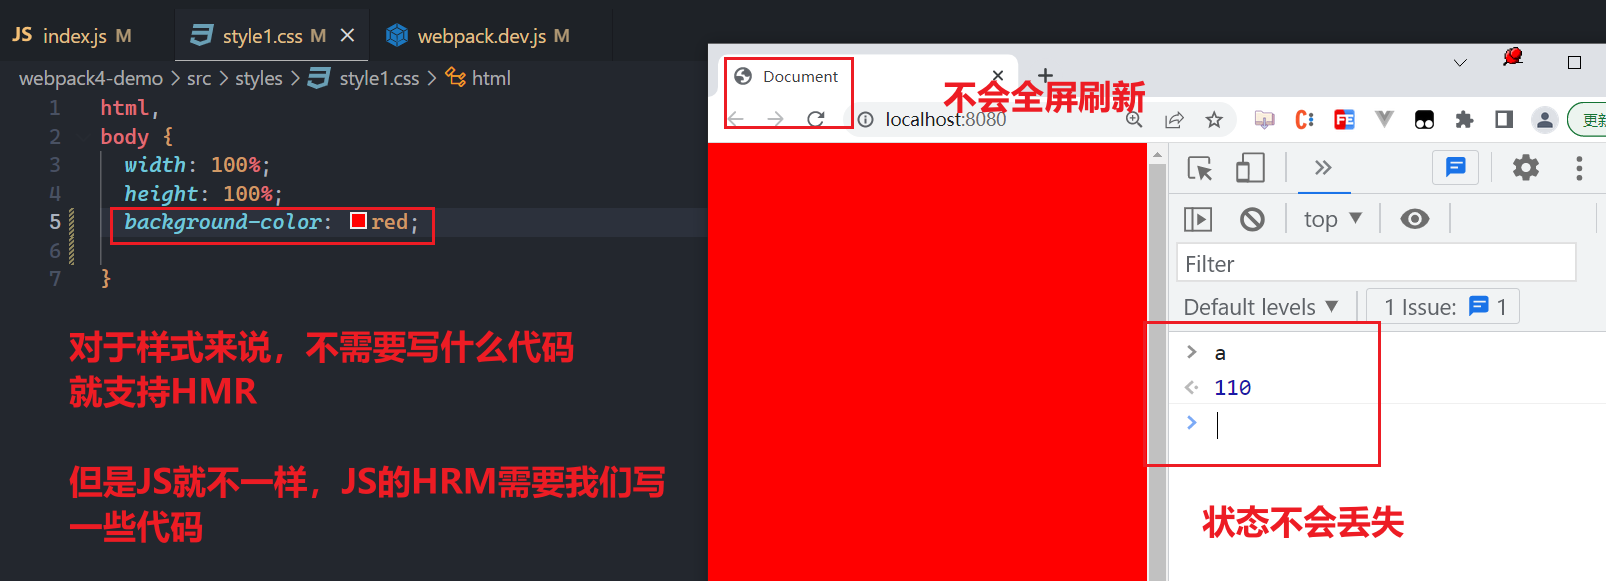 JS index.js M
style1.css M
webpack.dev.js M
webpack4-demo > src > styles > style1.css > html
1 html,
2 body {
3 width: 100%;
4 height: 100%;
5 background-color: red;
6
7 }
对于样式来说，不需要写什么代码
就支持HMR
但是JS就不一样，JS的HRM需要我们写
一些代码
Document
不会全屏刷新
localhost:8080
FE
更新
top
Filter
Default levels
1 Issue: 1
> a
110
>
状态不会丢失